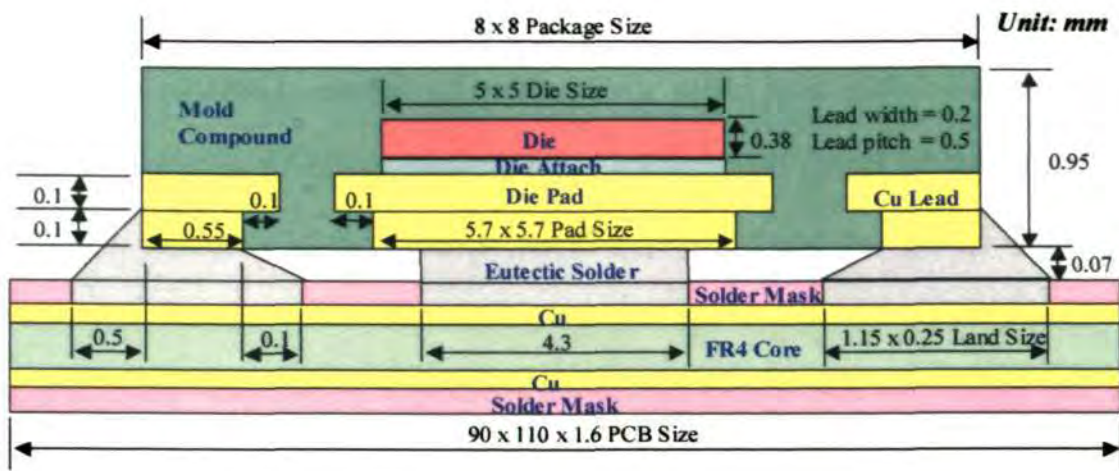 8 x 8 Package Size
Unit: mm
5 x 5 Die Size
Mold
Compound
Lead width = 0.2
Lead pitch = 0.5
Die
0.38
0.95
Die Attach
0.1
0.1
0.1
Die Pad
Cu Lead
0.1
0.55
5.7 x 5.7 Pad Size
Eutectic Solder
0.07
Solder Mask
Cu
0.5
0.1
4.3
FR4 Core
1.15 x 0.25 Land Size
Cu
Solder Mask
90 x 110 x 1.6 PCB Size